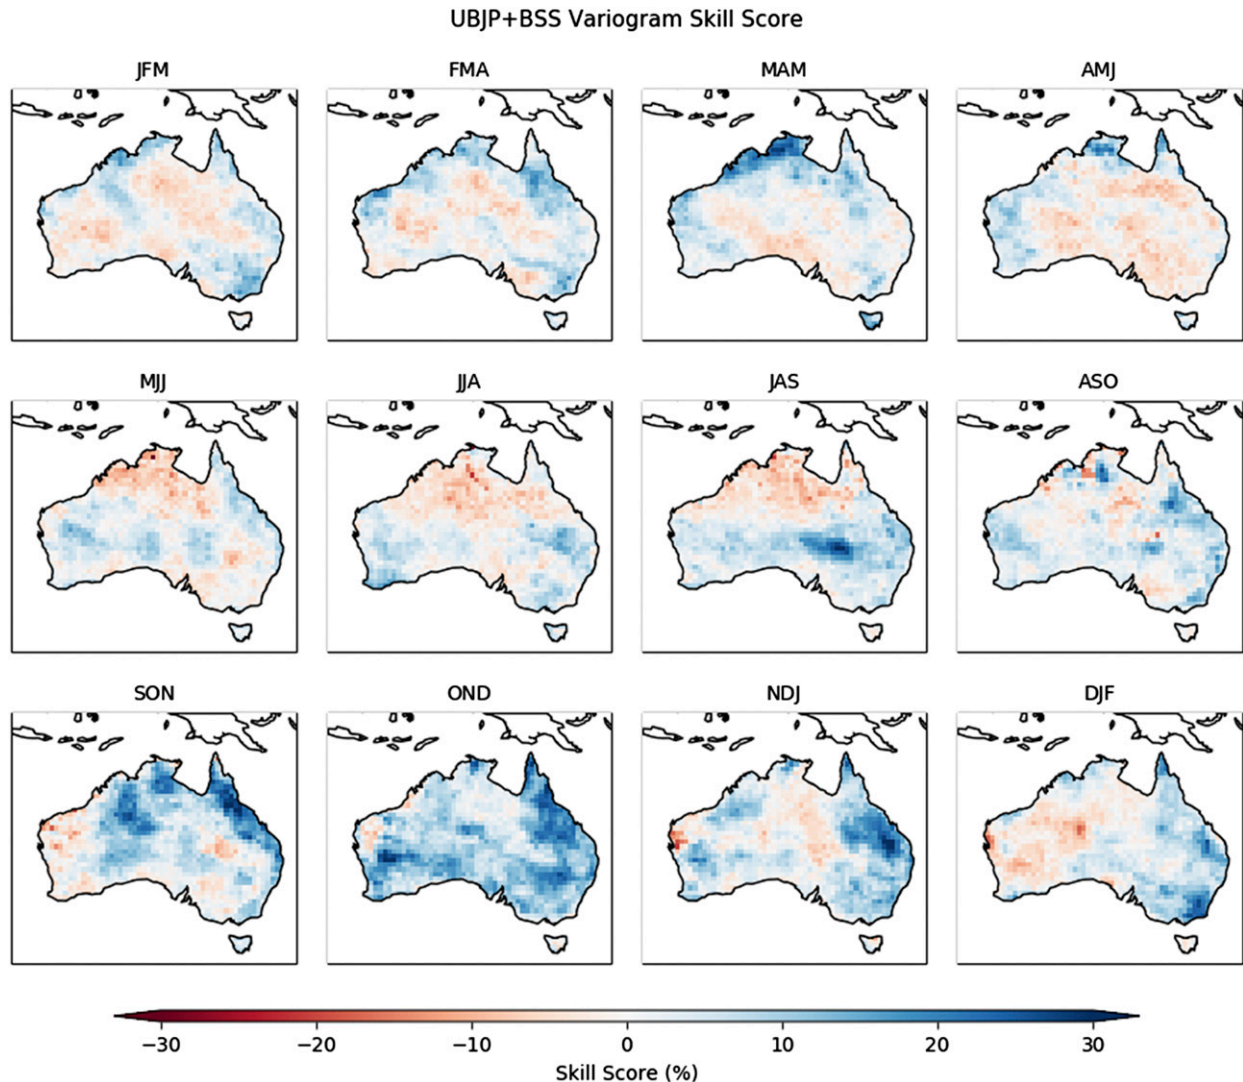 UBJP+BSS Variogram Skill Score
JFM FMA MAM AMJ
MJJ JJA JAS ASO
SON OND NDJ DJF
−30 −20 −10 0 10 20 30
Skill Score (%)